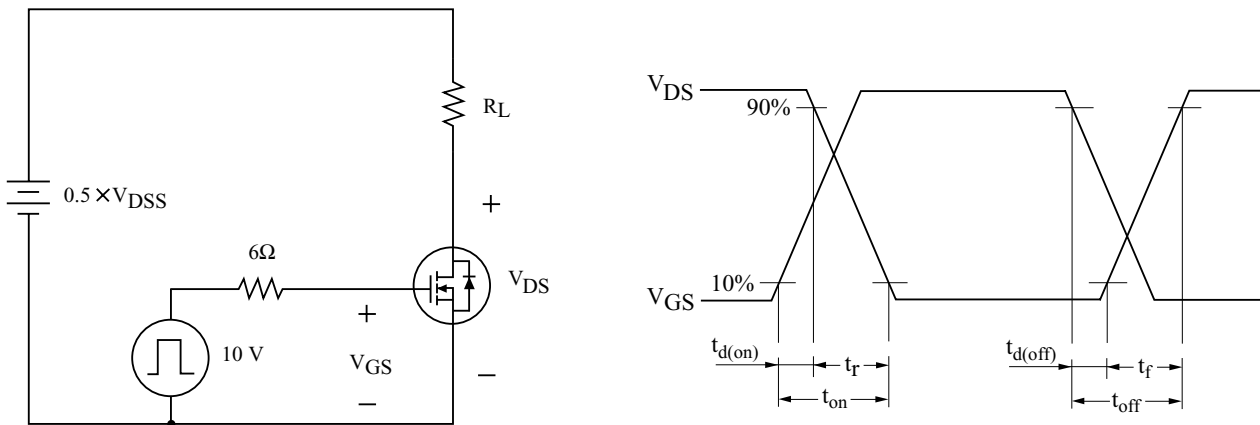 R_L
0.5 × V_DSS
+
6Ω
V_DS
+
10 V
V_GS
−
−
V_DS
90%
10%
V_GS
t_d(on)
t_r
t_on
t_d(off)
t_f
t_off